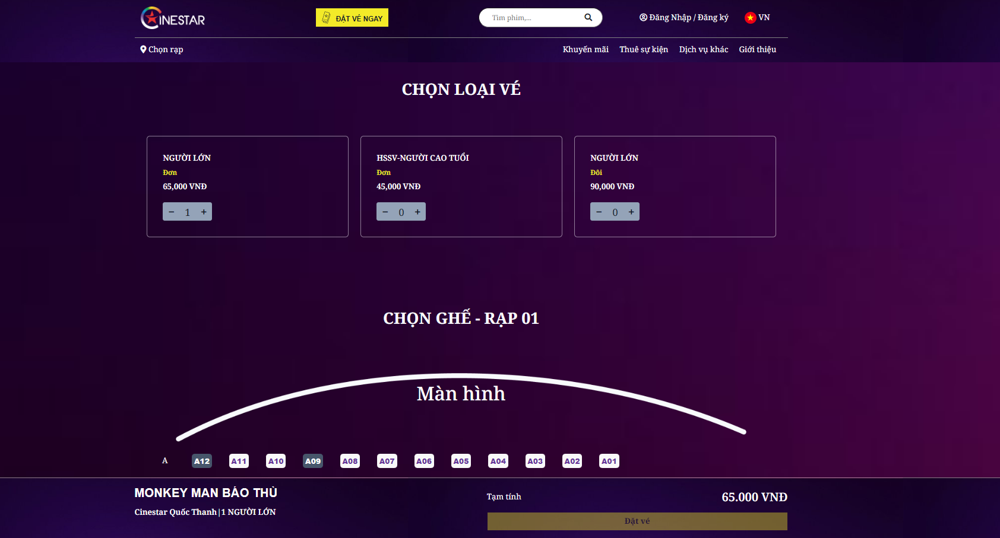 CINESTAR
ĐẶT VÉ NGAY
Tìm phim,...
Đăng Nhập / Đăng ký
VN
Chọn rạp
Khuyến mãi
Thuê sự kiện
Dịch vụ khác
Giới thiệu
CHỌN LOẠI VÉ
NGƯỜI LỚN
Đơn
65,000 VNĐ
− 1 +
HSSV-NGƯỜI CAO TUỔI
Đơn
45,000 VNĐ
− 0 +
NGƯỜI LỚN
Đôi
90,000 VNĐ
− 0 +
CHỌN GHẾ - RẠP 01
Màn hình
A A12 A11 A10 A09 A08 A07 A06 A05 A04 A03 A02 A01
MONKEY MAN BÁO THÙ
Cinestar Quốc Thanh|1 NGƯỜI LỚN
Tạm tính
65.000 VNĐ
Đặt vé